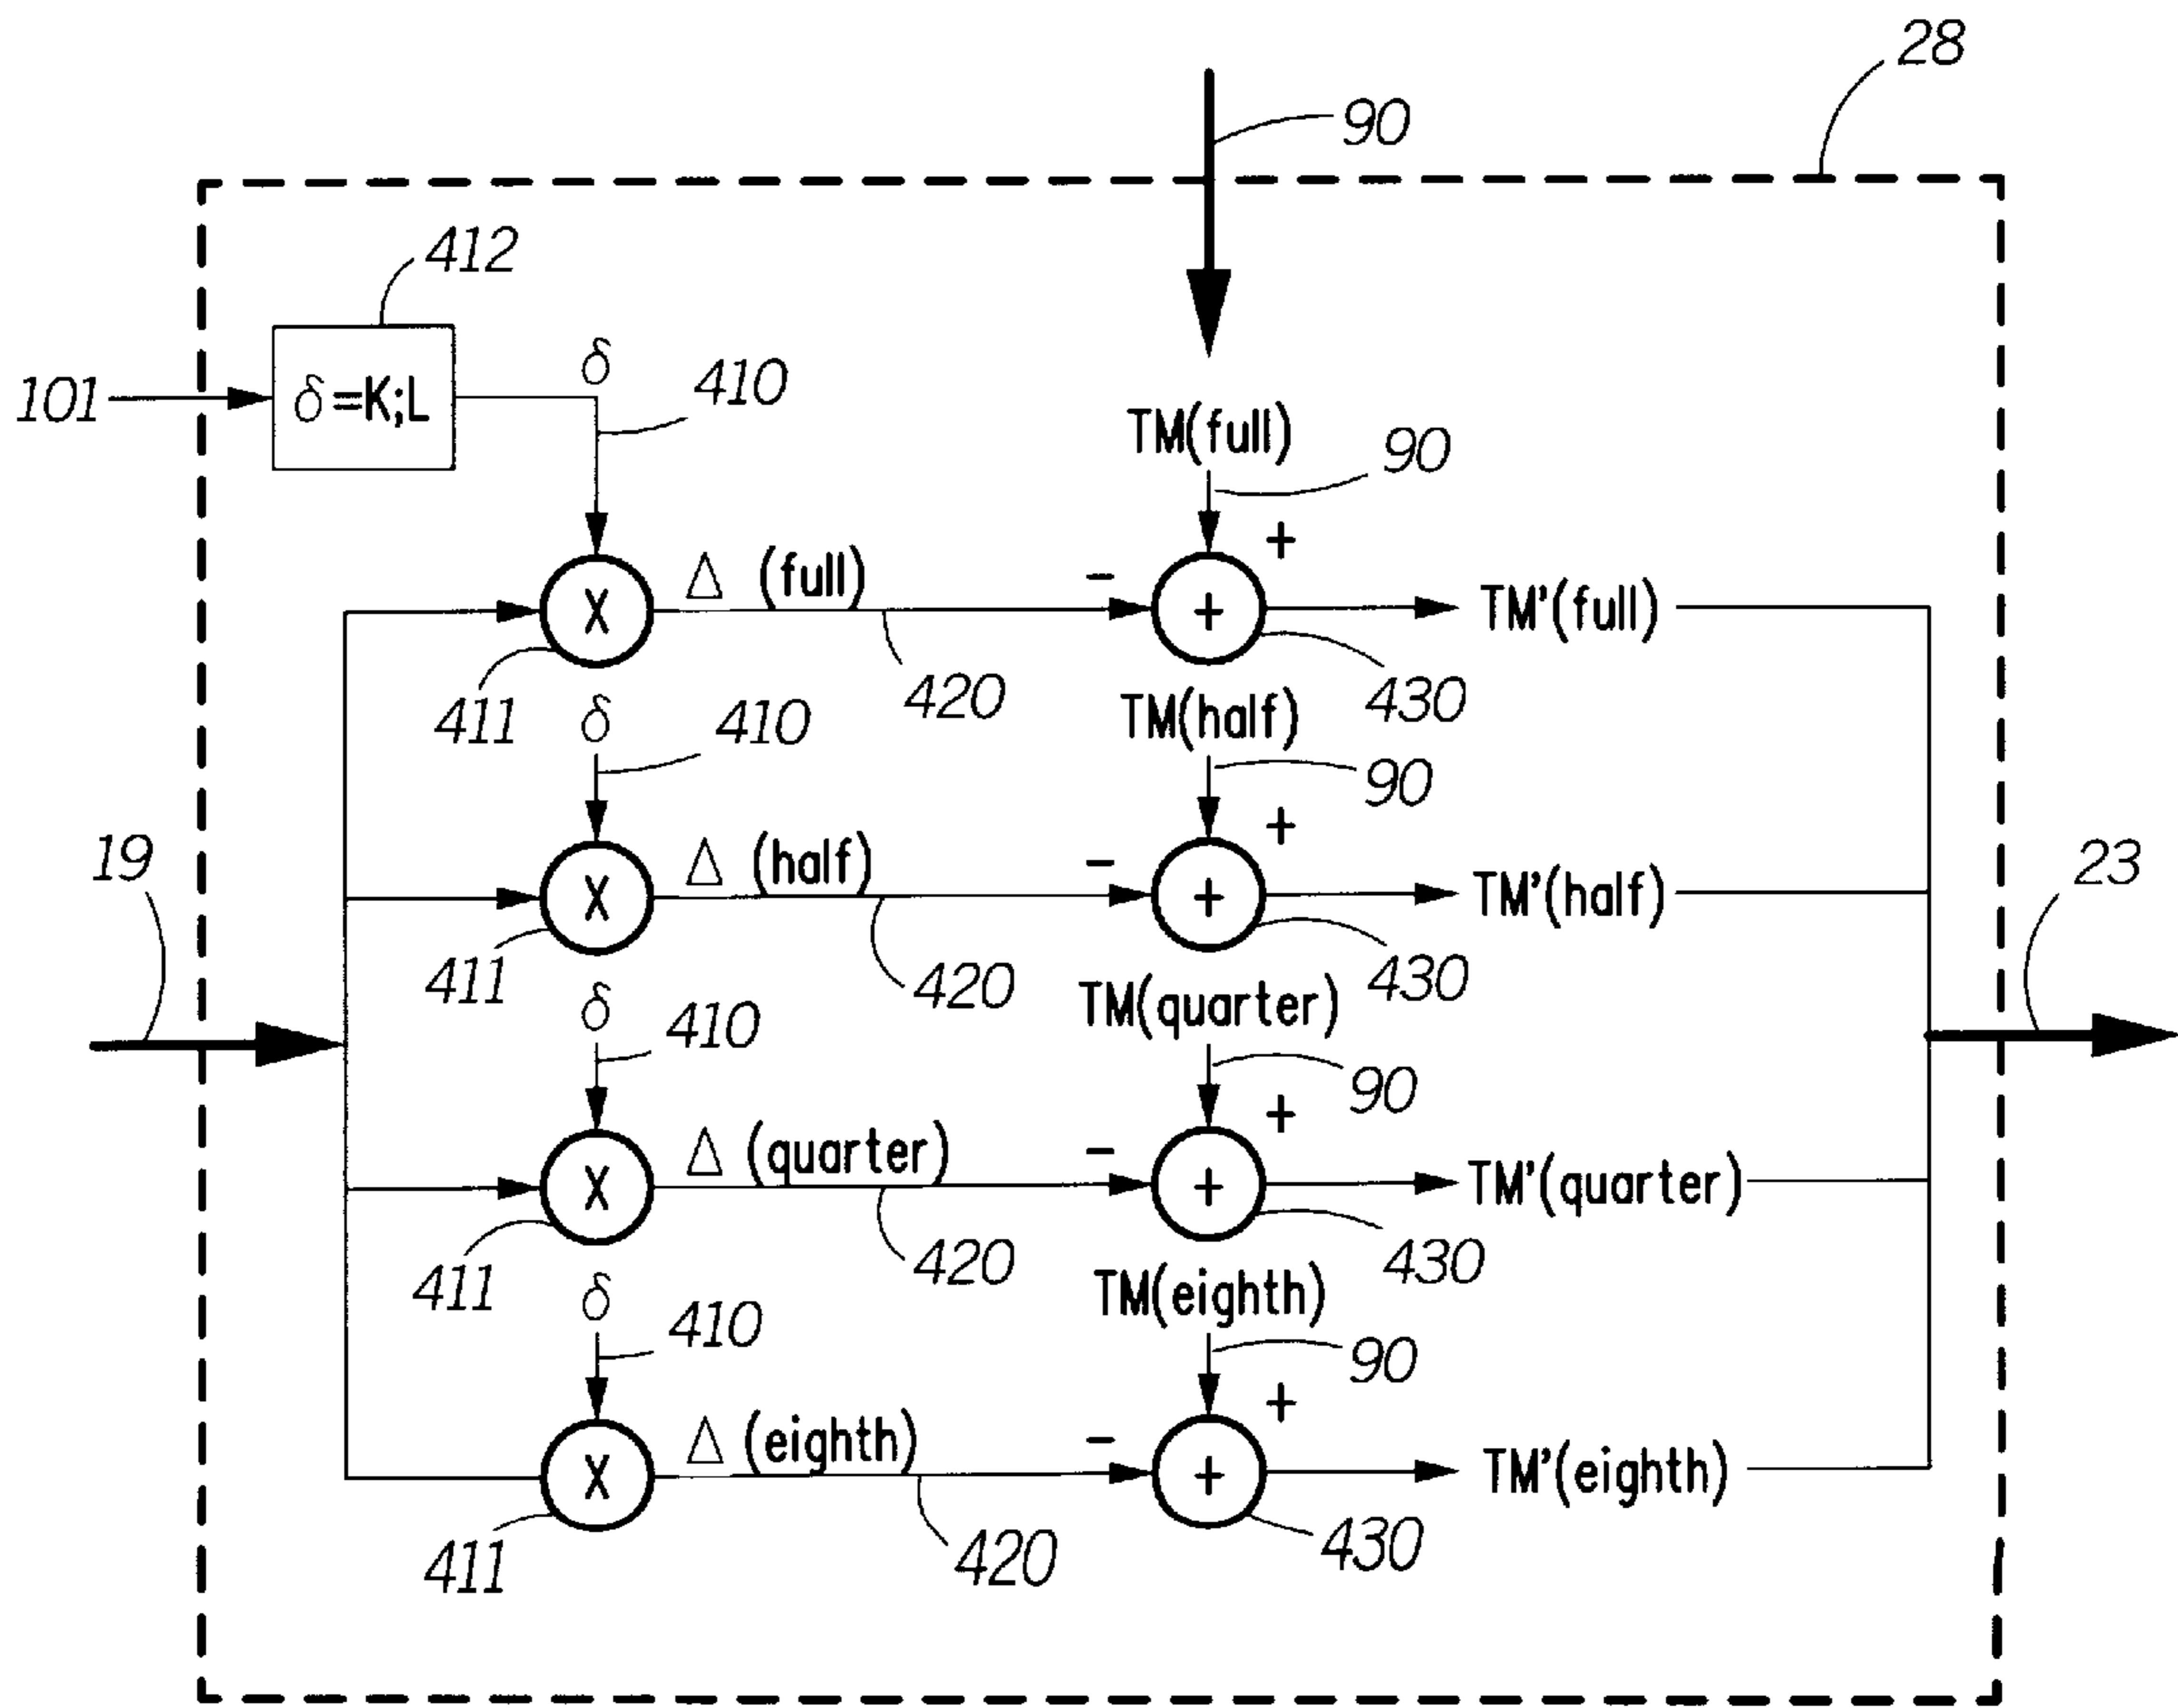 28
90
412
101
δ=K;L
δ
410
TM(full)
90
+
Δ (full)
-
X
+
TM'(full)
411
420
430
δ
410
TM(half)
90
+
19
Δ (half)
-
23
X
+
TM'(half)
411
420
430
δ
410
TM(quarter)
90
+
Δ (quarter)
-
X
+
TM'(quarter)
411
420
430
δ
410
TM(eighth)
90
+
Δ (eighth)
-
X
+
TM'(eighth)
411
420
430